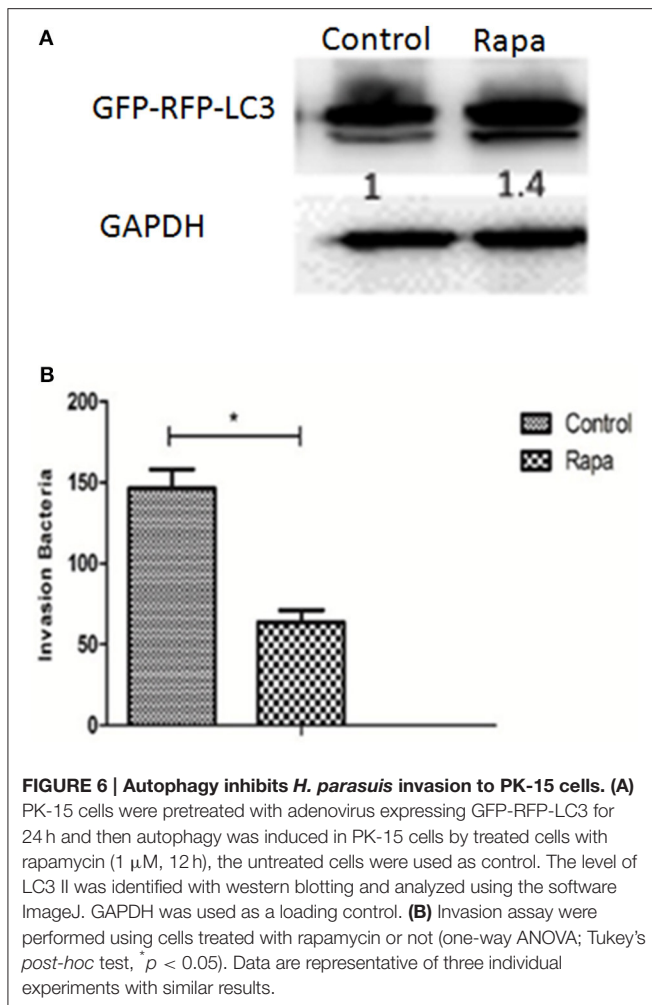 A
Control Rapa
GFP-RFP-LC3
1 1.4
GAPDH
B
200
150
100
50
0
Invasion Bacteria
*
Control
Rapa
FIGURE 6 | Autophagy inhibits H. parasuis invasion to PK-15 cells. (A)
PK-15 cells were pretreated with adenovirus expressing GFP-RFP-LC3 for
24 h and then autophagy was induced in PK-15 cells by treated cells with
rapamycin (1 μM, 12 h), the untreated cells were used as control. The level of
LC3 II was identified with western blotting and analyzed using the software
ImageJ. GAPDH was used as a loading control. (B) Invasion assay were
performed using cells treated with rapamycin or not (one-way ANOVA; Tukey's
post-hoc test, *p < 0.05). Data are representative of three individual
experiments with similar results.